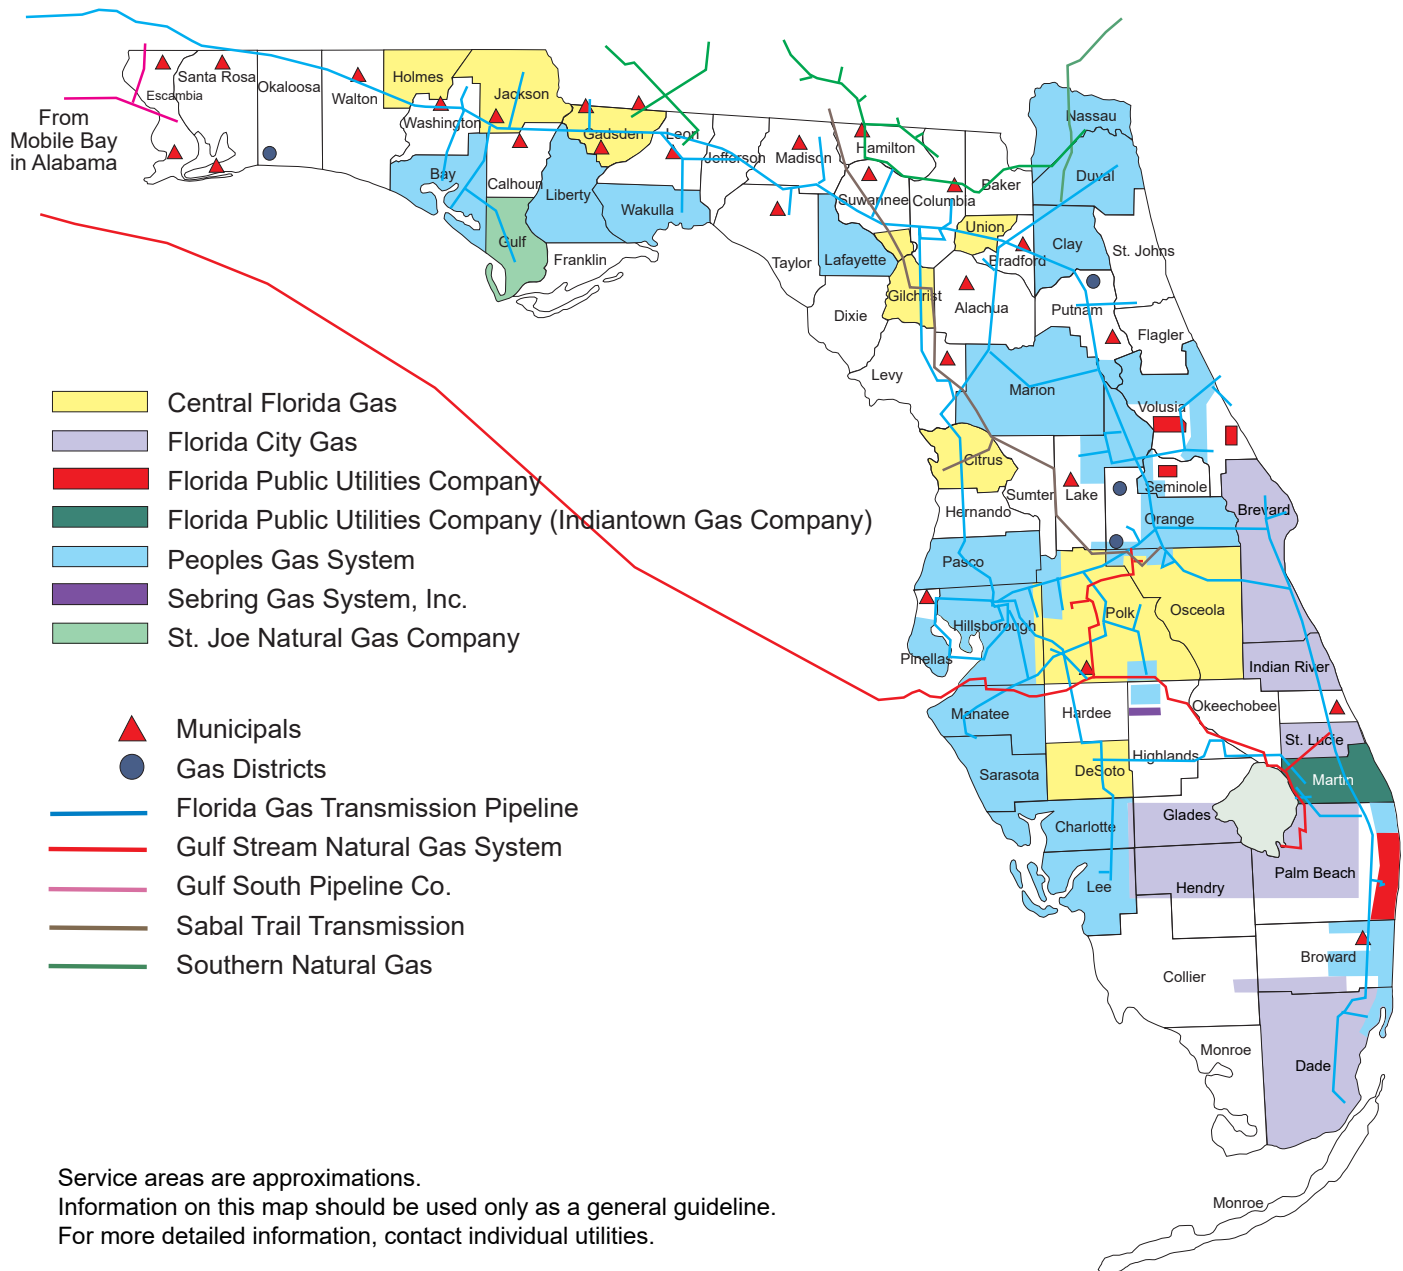 Nassau
Holmes
Santa Rosa
Okaloosa
Escambia
Walton
Jackson
From
Mobile Bay
in Alabama
Washington
Gadsden
Leon
Jefferson
Madison
Hamilton
Duval
Bay
Calhoun
Liberty
Wakulla
Suwannee
Columbia
Baker
Gulf
Franklin
Taylor
Lafayette
Union
Bradford
Clay
St. Johns
Gilchrist
Dixie
Alachua
Putnam
Flagler
Levy
Marion
Volusia
Central Florida Gas
Florida City Gas
Florida Public Utilities Company
Florida Public Utilities Company (Indiantown Gas Company)
Peoples Gas System
Sebring Gas System, Inc.
St. Joe Natural Gas Company
Citrus
Sumter
Lake
Seminole
Hernando
Orange
Brevard
Pasco
Polk
Osceola
Hillsborough
Pinellas
Indian River
Manatee
Hardee
Okeechobee
St. Lucie
Highlands
Sarasota
DeSoto
Martin
Charlotte
Glades
Lee
Hendry
Palm Beach
Broward
Collier
Monroe
Dade
Monroe
Municipals
Gas Districts
Florida Gas Transmission Pipeline
Gulf Stream Natural Gas System
Gulf South Pipeline Co.
Sabal Trail Transmission
Southern Natural Gas
Service areas are approximations.
Information on this map should be used only as a general guideline.
For more detailed information, contact individual utilities.